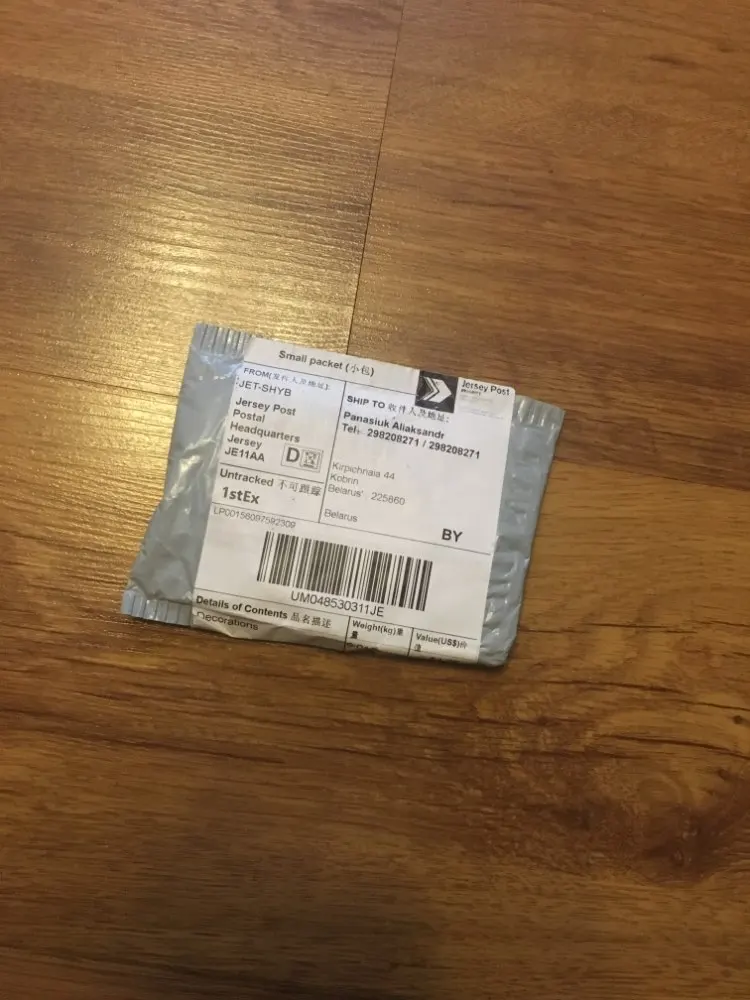 Small packet (小包)
Jersey Post
FROM(发件人及地址):
JET-SHYB
Jersey Post
Postal
Headquarters
Jersey
JE11AA
D
SHIP TO 收件人及地址:
Panasiuk Aliaksandr
Tel: 298208271 / 298208271
Kirpichnaia 44
Kobrin
Belarus 225860
Belarus
BY
Untracked 不可跟踪
1stEx
LP00158097592309
UM048530311JE
Details of Contents 品名描述
Decorations
Weight(kg)重
量
Value(US$)价
值